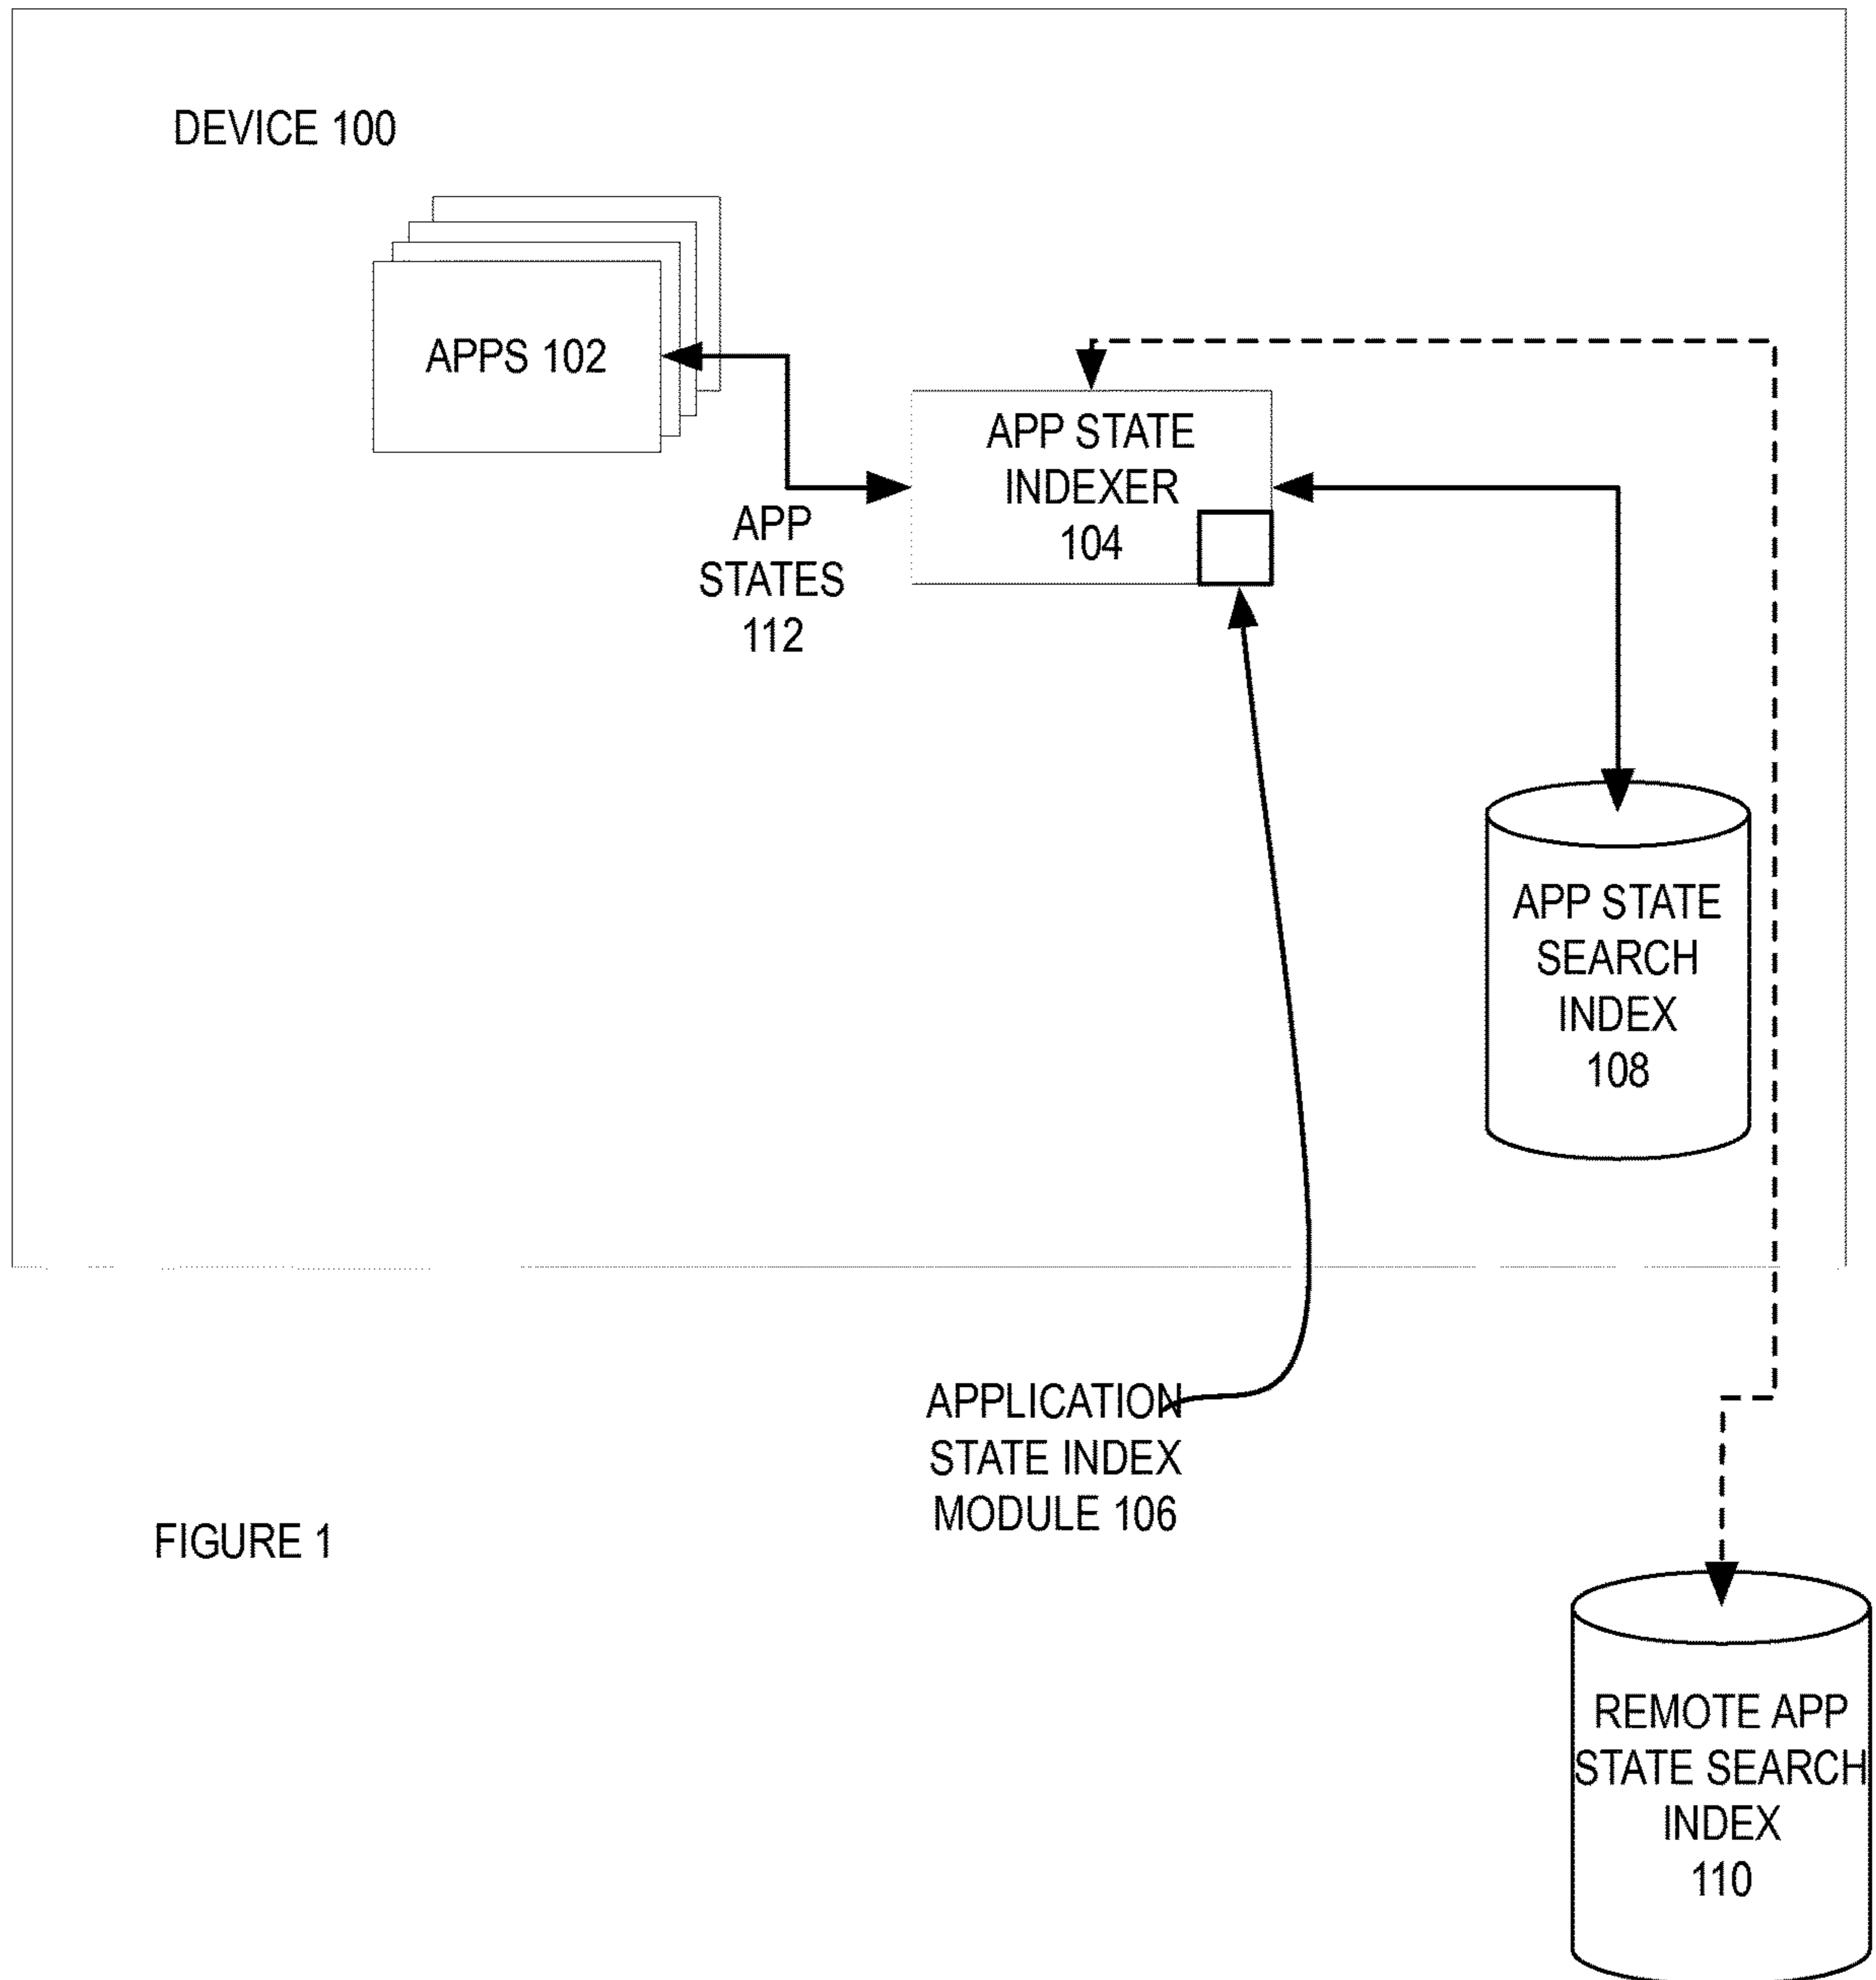 DEVICE 100
APPS 102
APP STATE
INDEXER
104
APP
STATES
112
APP STATE
SEARCH
INDEX
108
APPLICATION
STATE INDEX
MODULE 106
FIGURE 1
REMOTE APP
STATE SEARCH
INDEX
110